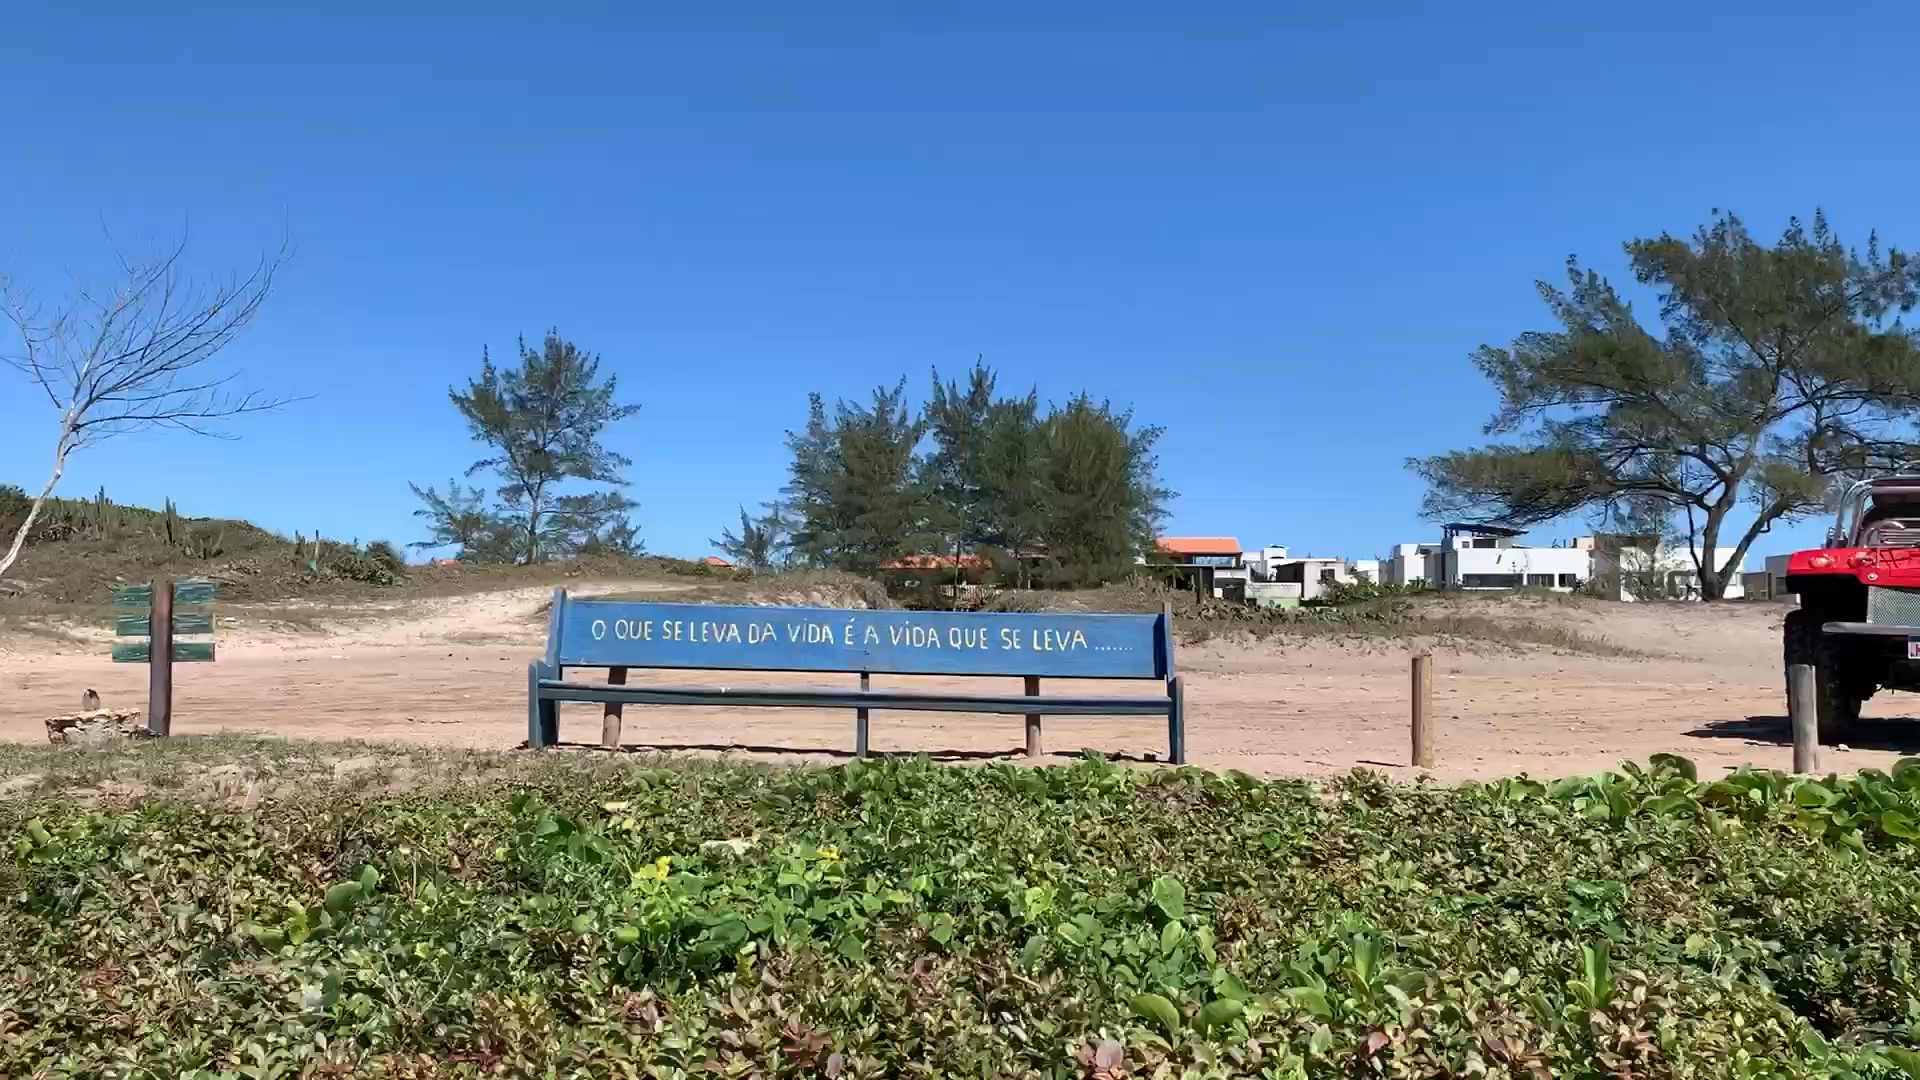 O QUE SE LEVA DA VIDA É A VIDA QUE SE LEVA .......